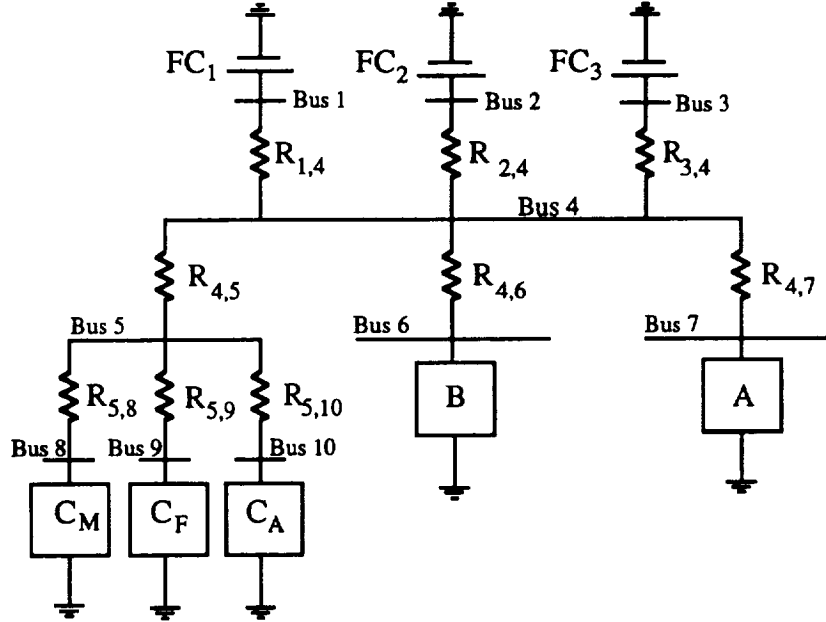 FC1 FC2 FC3
Bus 1 Bus 2 Bus 3
R1,4 R 2,4 R3,4
Bus 4
R4,5 R4,6 R4,7
Bus 5 Bus 6 Bus 7
R5,8 R5,9 R5,10 B A
Bus 8 Bus 9 Bus 10
CM CF CA